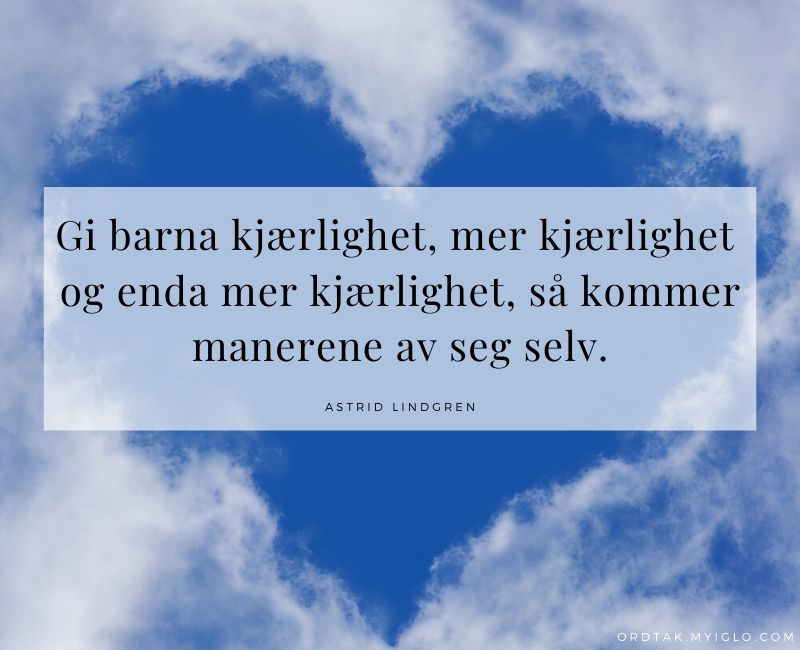 Gi barna kjærlighet, mer kjærlighet
og enda mer kjærlighet, så kommer
manerene av seg selv.
ASTRID LINDGREN
ORDTAK.MYIGLO.COM